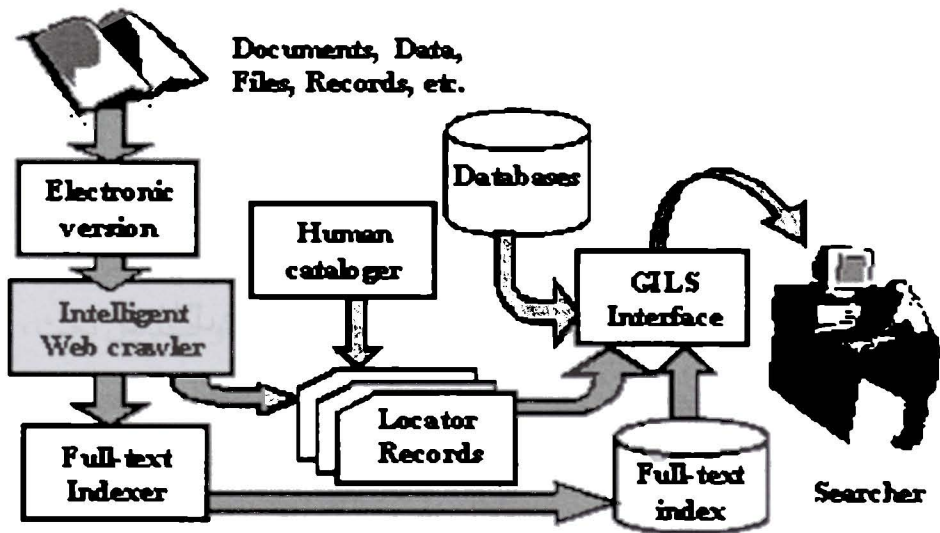 Documents, Data,
Files, Records, etc.
Electronic
version
Databases
Human
cataloger
GILS
Interface
Intelligent
Web crawler
Locator
Records
Full-text
Indexer
Full-text
index
Searcher